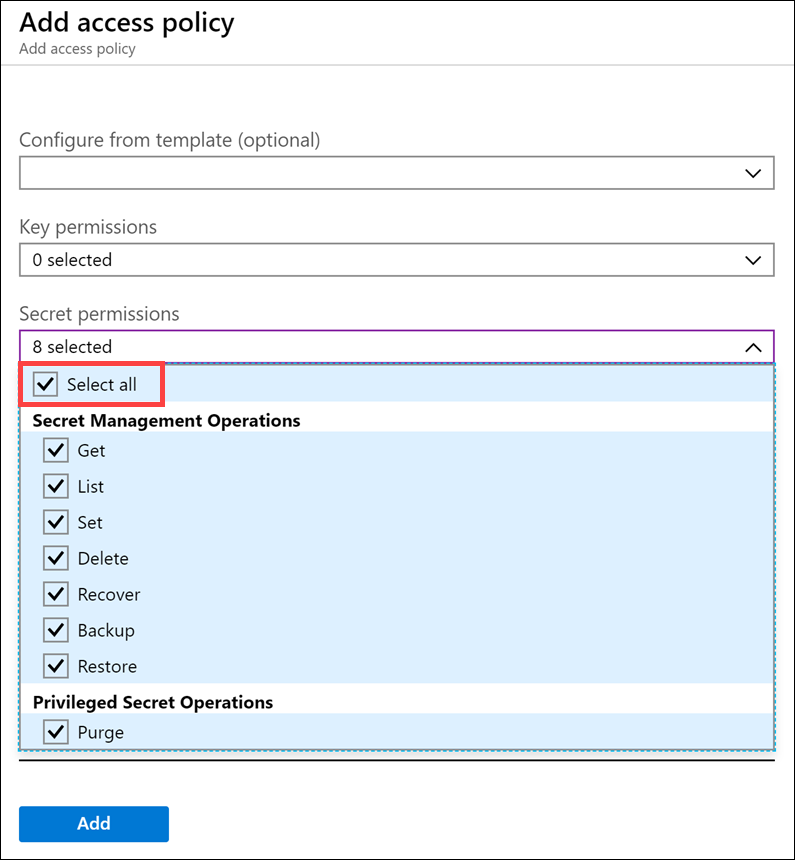 Add access policy
Add access policy
Configure from template (optional)
Key permissions
0 selected
Secret permissions
8 selected
Select all
Secret Management Operations
Get
List
Set
Delete
Recover
Backup
Restore
Privileged Secret Operations
Purge
Add